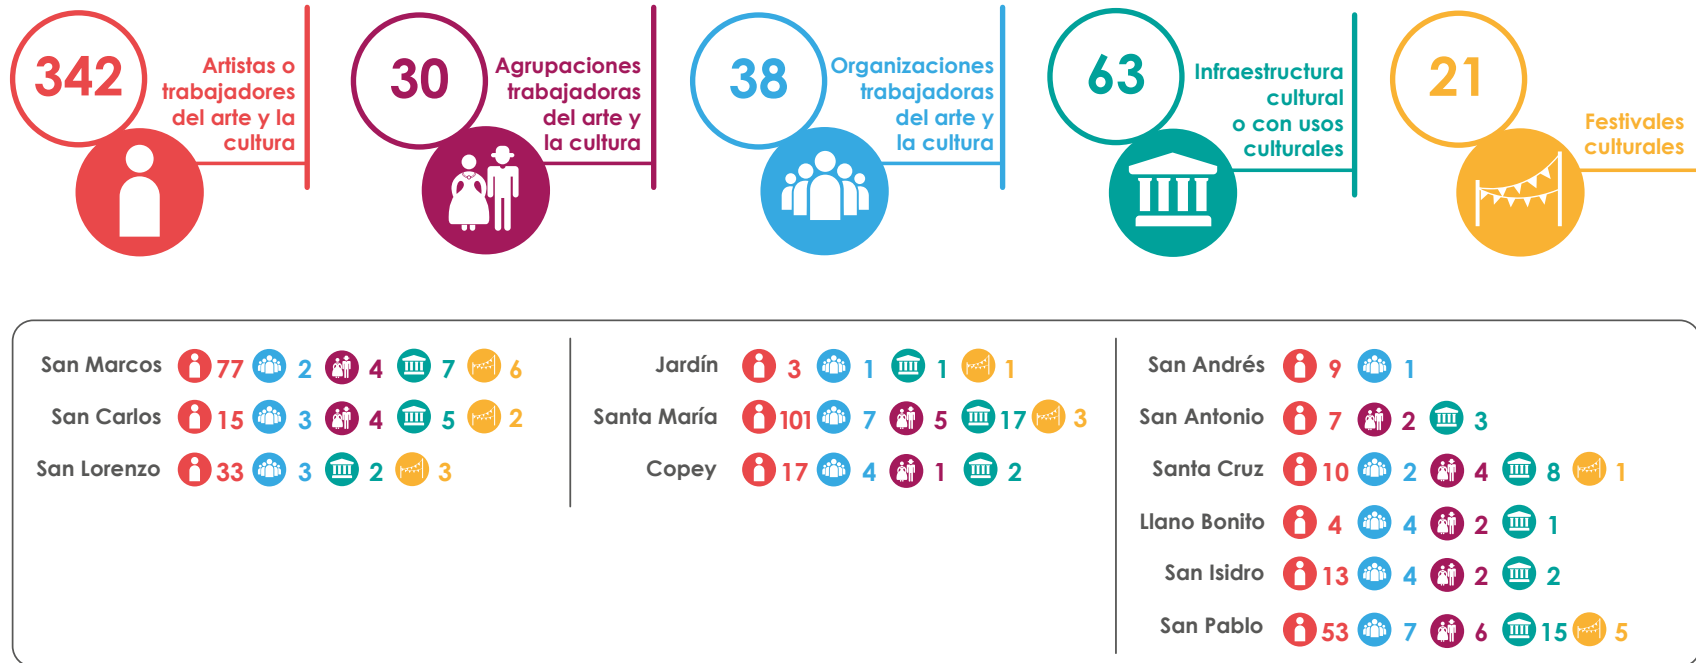 342
Artistas o
trabajadores
del arte y la
cultura
30
Agrupaciones
trabajadoras
del arte y
la cultura
38
Organizaciones
trabajadoras
del arte y
la cultura
63
Infraestructura
cultural
o con usos
culturales
21
Festivales
culturales
San Marcos 77 2 4 7 6
San Carlos 15 3 4 5 2
San Lorenzo 33 3 2 3
Jardín 3 1 1 1
Santa María 101 7 5 17 3
Copey 17 4 1 2
San Andrés 9 1
San Antonio 7 2 3
Santa Cruz 10 2 4 8 1
Llano Bonito 4 4 2 1
San Isidro 13 4 2 2
San Pablo 53 7 6 15 5